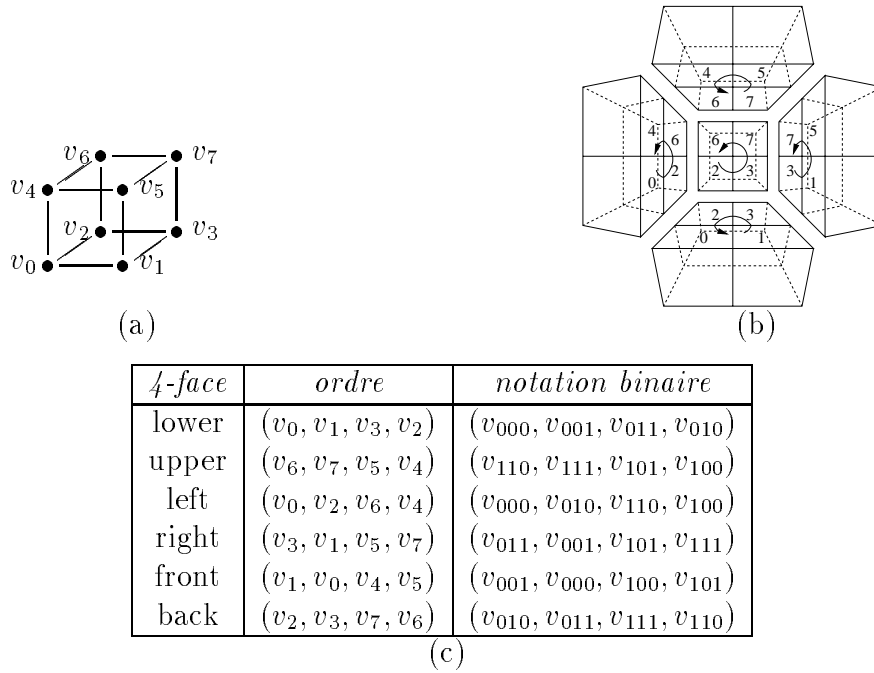 v₆ v₇
v₄ v₅
v₂ v₃
v₀ v₁
(a)
4 5
6 7
4 6
0 2
6 7
2 3
7 5
3 1
2 3
0 1
(b)
4-face ordre notation binaire
lower (v₀, v₁, v₃, v₂) (v₀₀₀, v₀₀₁, v₀₁₁, v₀₁₀)
upper (v₆, v₇, v₅, v₄) (v₁₁₀, v₁₁₁, v₁₀₁, v₁₀₀)
left (v₀, v₂, v₆, v₄) (v₀₀₀, v₀₁₀, v₁₁₀, v₁₀₀)
right (v₃, v₁, v₅, v₇) (v₀₁₁, v₀₀₁, v₁₀₁, v₁₁₁)
front (v₁, v₀, v₄, v₅) (v₀₀₁, v₀₀₀, v₁₀₀, v₁₀₁)
back (v₂, v₃, v₇, v₆) (v₀₁₀, v₀₁₁, v₁₁₁, v₁₁₀)
(c)